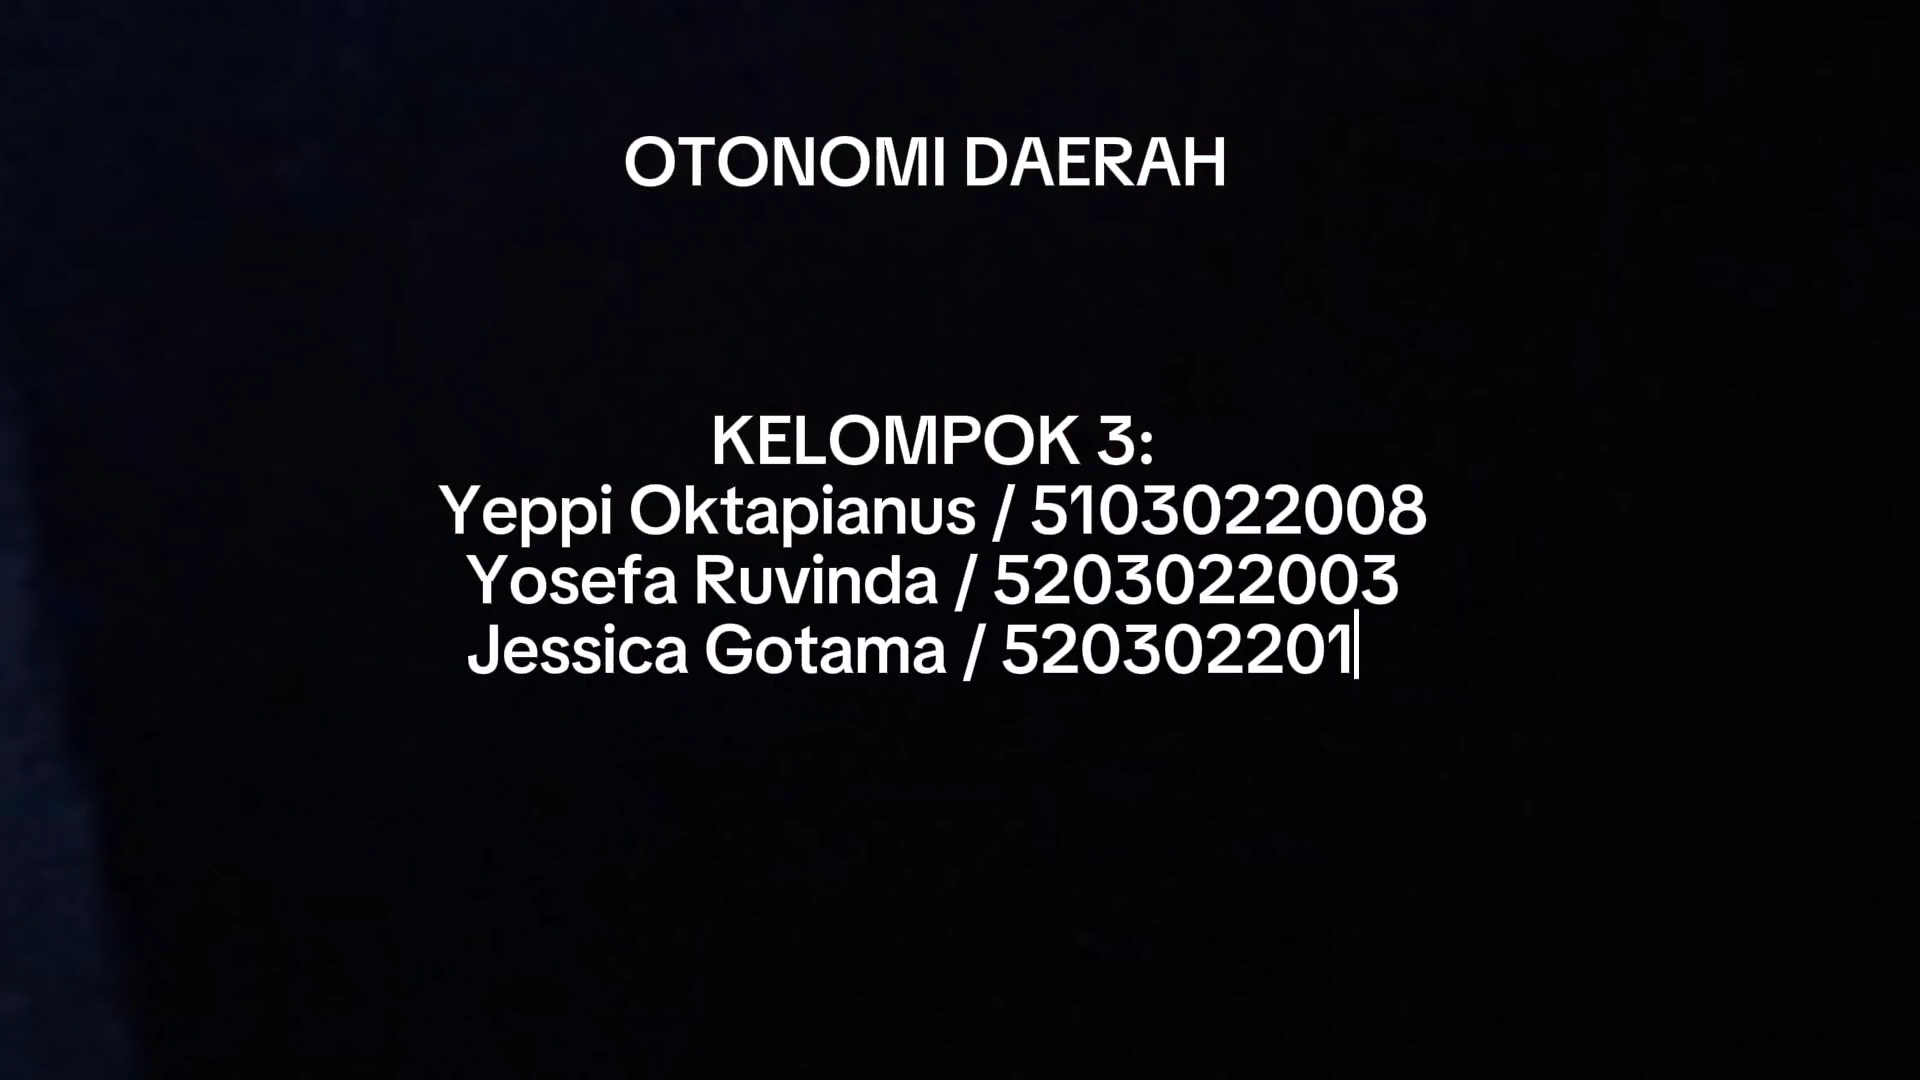 OTONOMI DAERAH
KELOMPOK 3:
Yeppi Oktapianus / 5103022008
Yosefa Ruvinda / 5203022003
Jessica Gotama / 520302201